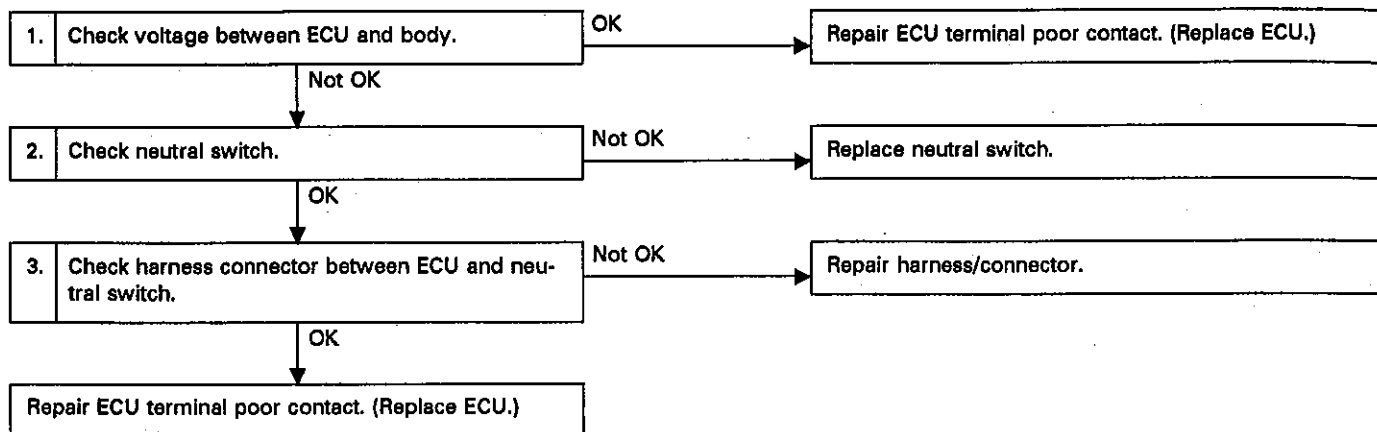 1. Check voltage between ECU and body.
OK
Repair ECU terminal poor contact. (Replace ECU.)
Not OK
2. Check neutral switch.
Not OK
Replace neutral switch.
OK
3. Check harness connector between ECU and neu-
tral switch.
Not OK
Repair harness/connector.
OK
Repair ECU terminal poor contact. (Replace ECU.)